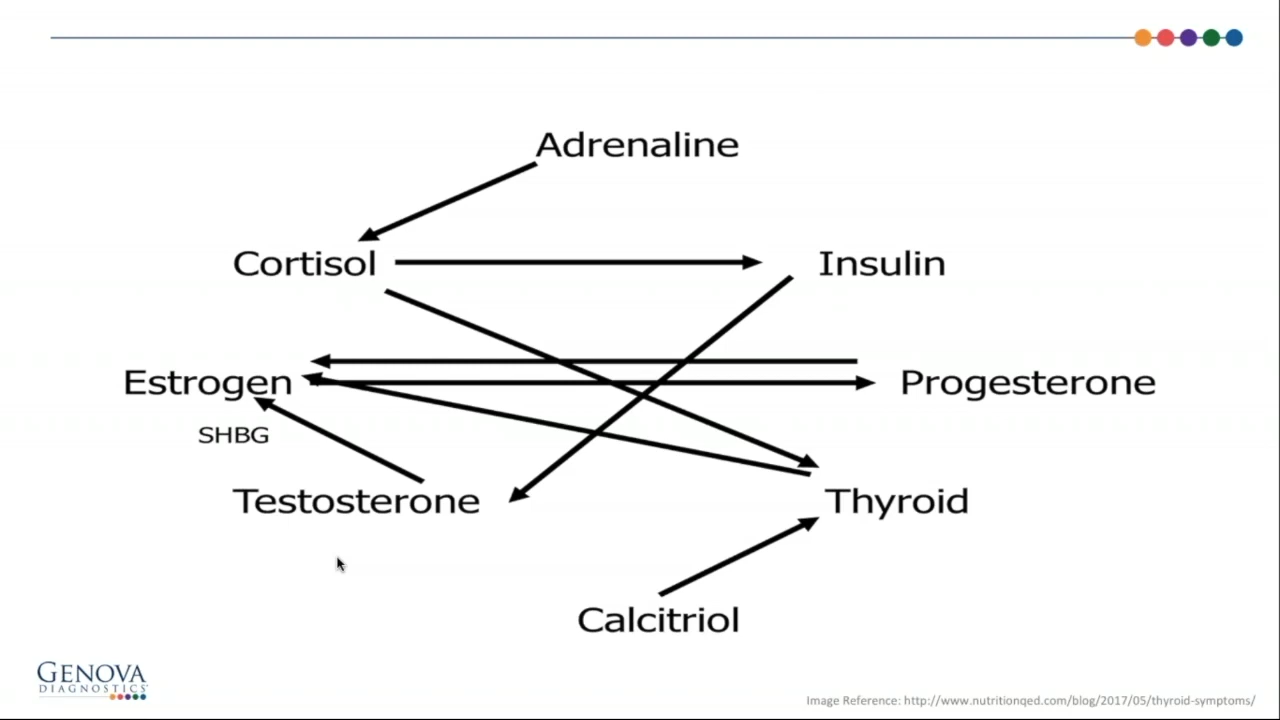 Adrenaline
Cortisol
Insulin
Estrogen
Progesterone
SHBG
Testosterone
Thyroid
Calcitriol
GENOVA
DIAGNOSTICS
Image Reference: http://www.nutritionqed.com/blog/2017/05/thyroid-symptoms/